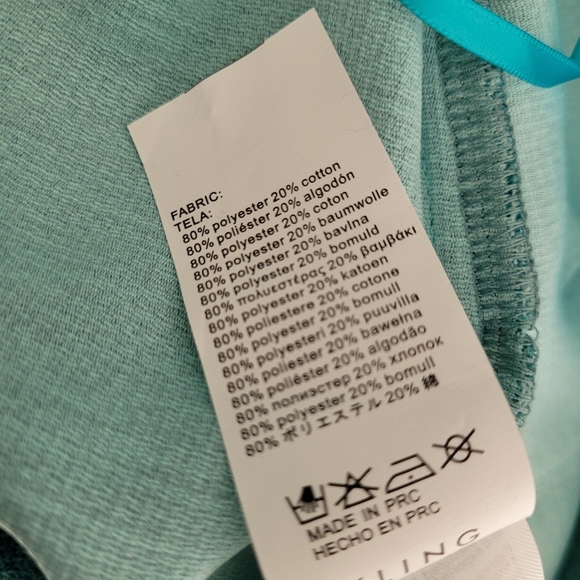 FABRIC:
TELA:
80% polyester 20% cotton
80% poliéster 20% algodón
80% polyester 20% coton
80% polyester 20% baumwolle
80% polyester 20% bavlna
80% polyester 20% bomuld
80% πολυεστέρας 20% βαμβάκι
80% polyester 20% katoen
80% poliestere 20% cotone
80% polyester 20% bomull
80% polyesteri 20% puuvilla
80% poliester 20% bawełna
80% poliéster 20% algodão
80% полиэстер 20% хлопок
80% polyester 20% bomull
80% ポリエステル 20% 綿
MADE IN PRC
HECHO EN PRC
LING